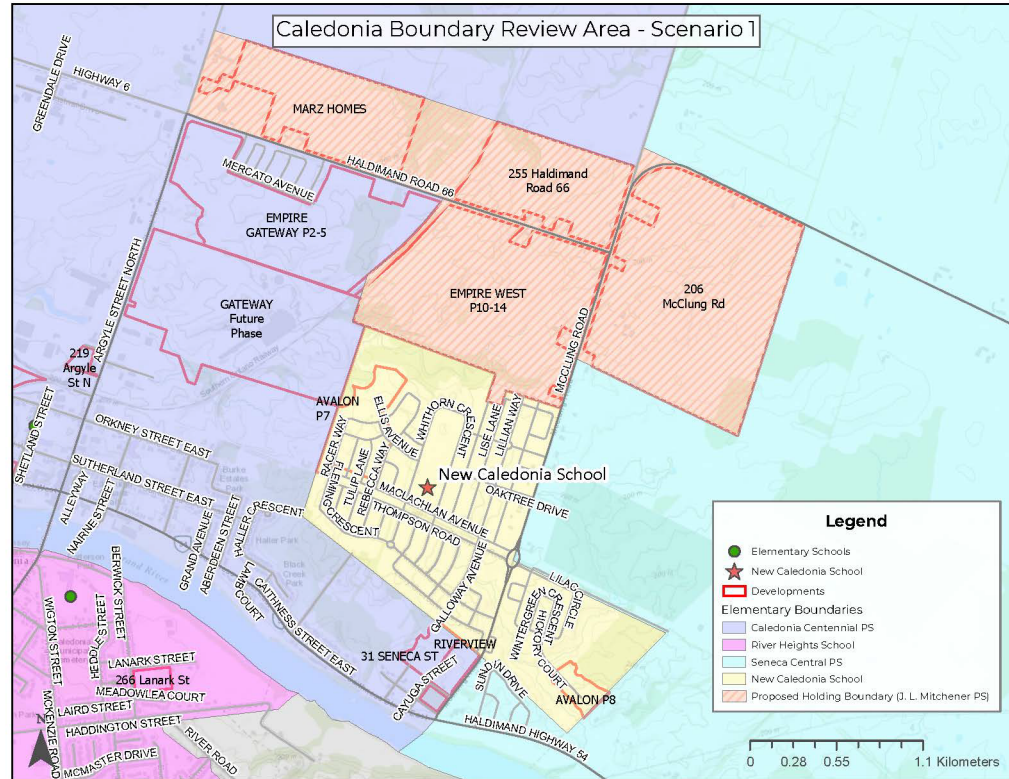 Caledonia Boundary Review Area - Scenario 1
GREENDALE DRIVE
HIGHWAY 6
MARZ HOMES
HALDIMAND ROAD 66
255 Haldimand
Road 66
MERCATO AVENUE
EMPIRE
GATEWAY P2-5
ARGYLE STREET NORTH
EMPIRE WEST
P10-14
206
McClung Rd
MCCLUNG ROAD
GATEWAY
Future
Phase
219
Argyle
St N
AVALON
P7
ELLIS AVENUE
WHITHORN CRESCENT
LISE LANE
LILLIAN WAY
SHETLAND STREET
ORKNEY STREET EAST
RACER WAY
FLEMING CRESCENT
TULIP LANE
REBECCA WAY
New Caledonia School
MACLACHLAN AVENUE
OAKTREE DRIVE
THOMPSON ROAD
SUTHERLAND STREET EAST
ALLEYWAY
NAIRNE STREET
GRAND AVENUE
ABERDEEN STREET
HALLER CRESCENT
Haller Park
LAMB COURT
Black
Creek Park
CAITHNESS STREET EAST
GALLOWAY AVENUE
LILAC CIRCLE
WINTERGREEN CRESCENT
HICKORY COURT
BERWICK STREET
WIGTON STREET
HEDDLE STREET
LANARK STREET
266 Lanark St
MEADOWLEA COURT
31 SENECA ST
RIVERVIEW
CAYUGA STREET
AVALON P8
HALDIMAND HIGHWAY 54
MCKENZIE ROAD
LAIRD STREET
HADDINGTON STREET
RIVER ROAD
MCMASTER DRIVE
N
Legend
Elementary Schools
New Caledonia School
Developments
Elementary Boundaries
Caledonia Centennial PS
River Heights School
Seneca Central PS
New Caledonia School
Proposed Holding Boundary (J. L. Mitchener PS)
0 0.28 0.55 1.1 Kilometers